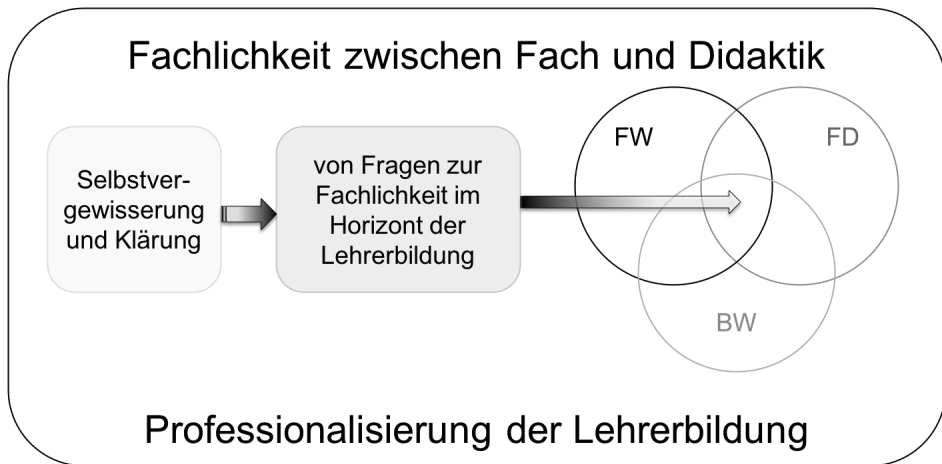 Fachlichkeit zwischen Fach und Didaktik
Selbstver-
gewisserung
und Klärung
von Fragen zur
Fachlichkeit im
Horizont der
Lehrerbildung
FW
FD
BW
Professionalisierung der Lehrerbildung